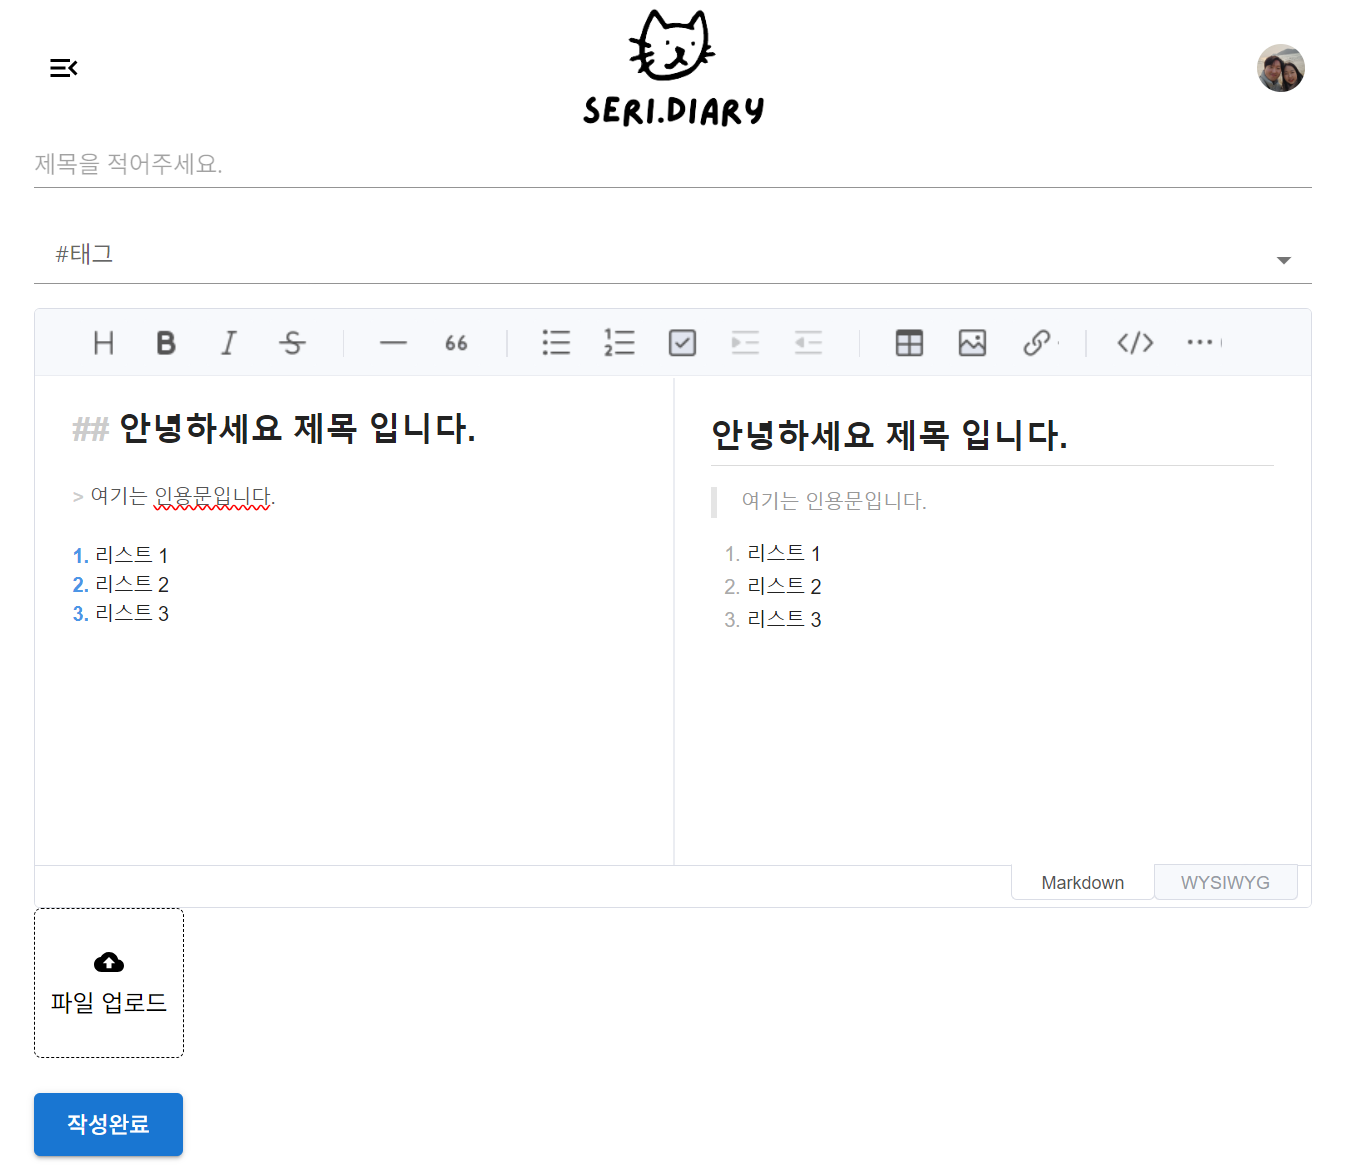 SERI.DIARY
제목을 적어주세요.
#태그
## 안녕하세요 제목 입니다.
> 여기는 인용문입니다.
1. 리스트 1
2. 리스트 2
3. 리스트 3
안녕하세요 제목 입니다.
여기는 인용문입니다.
1. 리스트 1
2. 리스트 2
3. 리스트 3
Markdown WYSIWYG
파일 업로드
작성완료